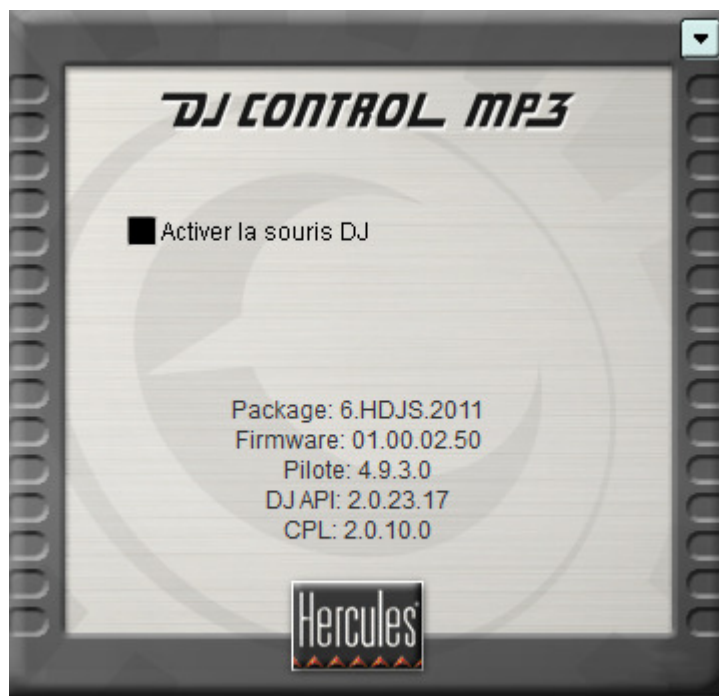 DJ CONTROL MP3
Activer la souris DJ
Package: 6.HDJS.2011
Firmware: 01.00.02.50
Pilote: 4.9.3.0
DJ API: 2.0.23.17
CPL: 2.0.10.0
Hercules